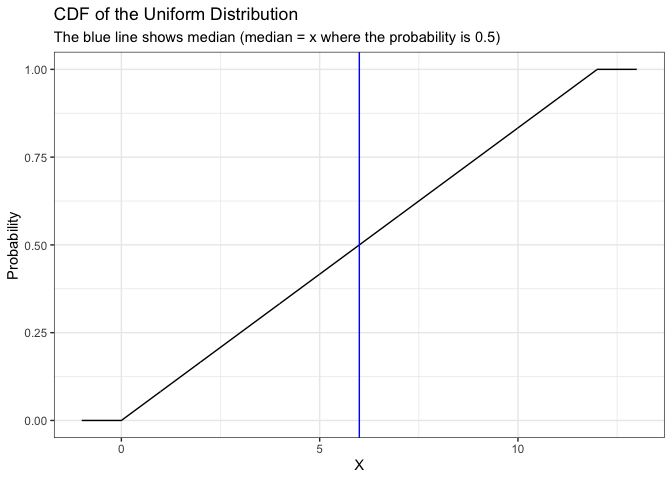 CDF of the Uniform Distribution
The blue line shows median (median = x where the probability is 0.5)
1.00
0.75
0.50
0.25
0.00
Probability
0
5
10
X